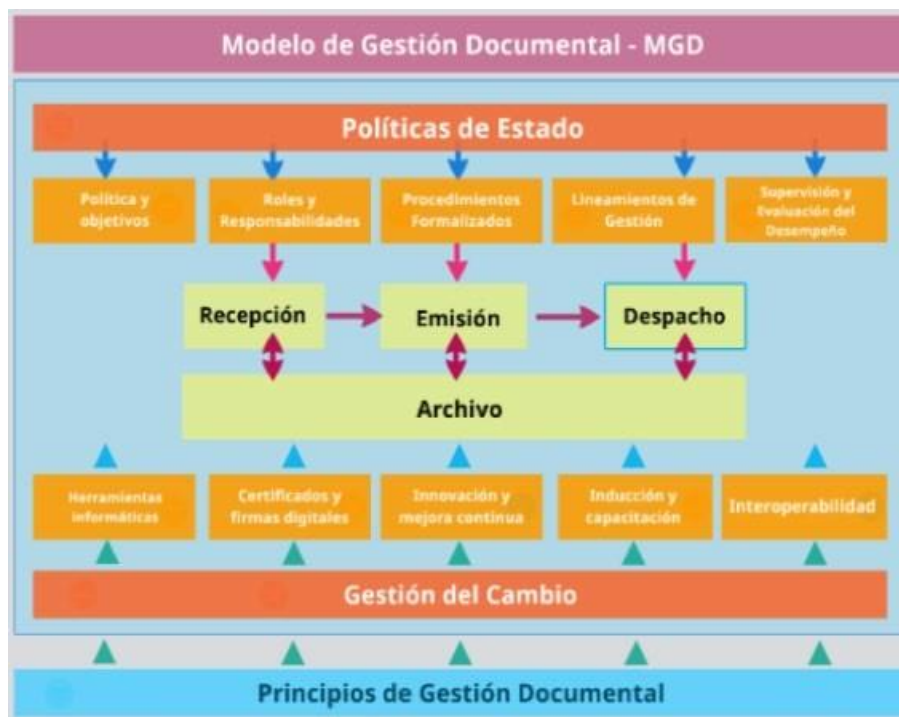 Modelo de Gestión Documental - MGD
Políticas de Estado
Política y
objetivos
Roles y
Responsabilidades
Procedimientos
Formalizados
Lineamientos de
Gestión
Supervisión y
Evaluación del
Desempeño
Recepción
Emisión
Despacho
Archivo
Herramientas
informáticas
Certificados y
firmas digitales
Innovación y
mejora continua
Inducción y
capacitación
Interoperabilidad
Gestión del Cambio
Principios de Gestión Documental